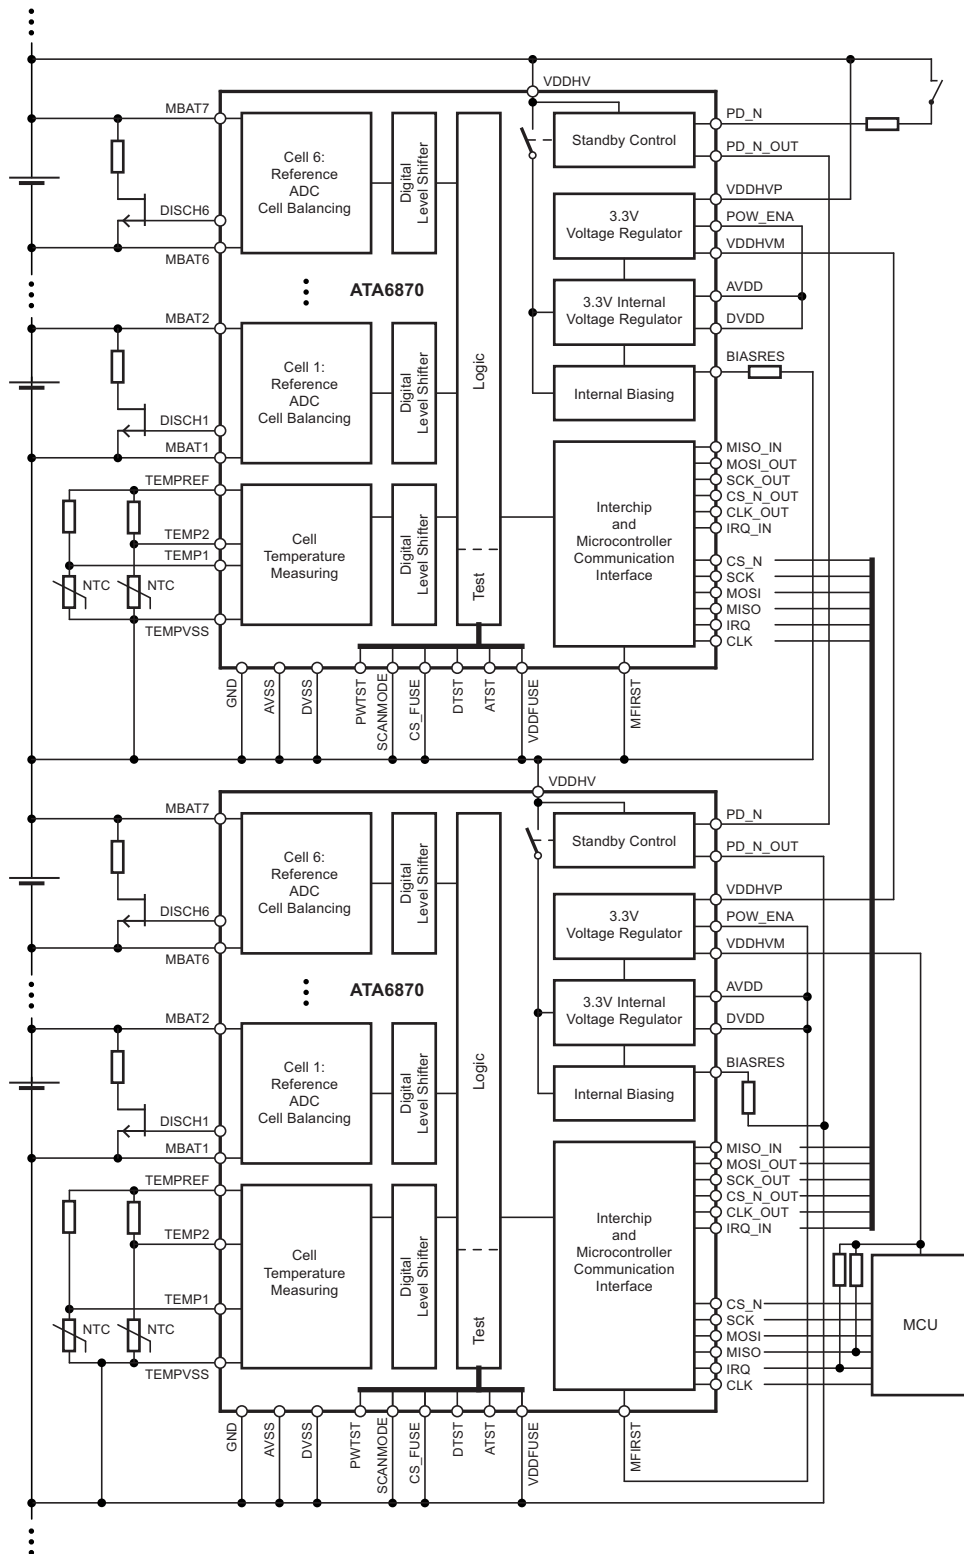 VDDHV
MBAT7
PD_N
Cell 6:
Reference
ADC
Cell Balancing
Digital
Level Shifter
Standby Control
PD_N_OUT
VDDHVP
DISCH6
3.3V
Voltage Regulator
POW_ENA
MBAT6
VDDHVM
ATA6870
AVDD
3.3V Internal
Voltage Regulator
MBAT2
DVDD
Cell 1:
Reference
ADC
Cell Balancing
Digital
Level Shifter
Logic
BIASRES
Internal Biasing
DISCH1
MBAT1
MISO_IN
MOSI_OUT
SCK_OUT
CS_N_OUT
CLK_OUT
IRQ_IN
TEMPREF
TEMP2
TEMP1
Cell
Temperature
Measuring
Digital
Level Shifter
Test
Interchip
and
Microcontroller
Communication
Interface
CS_N
SCK
MOSI
MISO
IRQ
CLK
NTC
NTC
TEMPVSS
GND
AVSS
DVSS
PWTST
SCANMODE
CS_FUSE
DTST
ATST
VDDFUSE
MFIRST
VDDHV
MBAT7
PD_N
Cell 6:
Reference
ADC
Cell Balancing
Digital
Level Shifter
Standby Control
PD_N_OUT
VDDHVP
DISCH6
3.3V
Voltage Regulator
POW_ENA
MBAT6
VDDHVM
ATA6870
AVDD
3.3V Internal
Voltage Regulator
MBAT2
DVDD
Cell 1:
Reference
ADC
Cell Balancing
Digital
Level Shifter
Logic
BIASRES
Internal Biasing
DISCH1
MBAT1
MISO_IN
MOSI_OUT
SCK_OUT
CS_N_OUT
CLK_OUT
IRQ_IN
TEMPREF
TEMP2
TEMP1
Cell
Temperature
Measuring
Digital
Level Shifter
Test
Interchip
and
Microcontroller
Communication
Interface
CS_N
SCK
MOSI
MISO
IRQ
CLK
MCU
NTC
NTC
TEMPVSS
GND
AVSS
DVSS
PWTST
SCANMODE
CS_FUSE
DTST
ATST
VDDFUSE
MFIRST